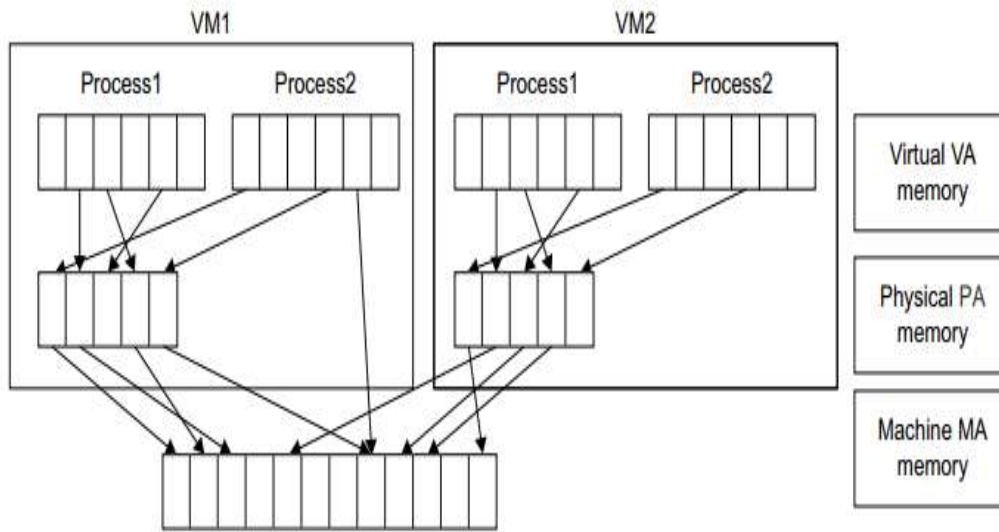 VM1
VM2
Process1
Process2
Process1
Process2
Virtual VA
memory
Physical PA
memory
Machine MA
memory